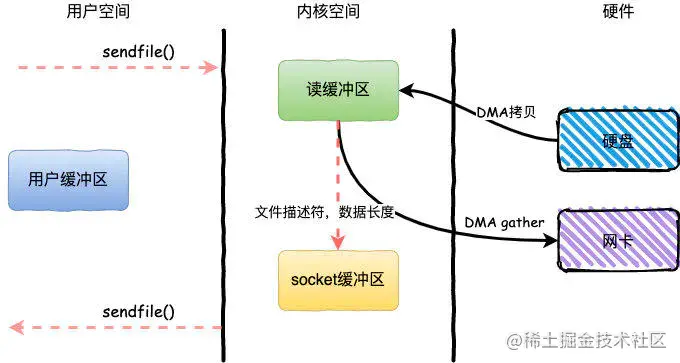 用户空间
内核空间
硬件
sendfile()
读缓冲区
DMA拷贝
硬盘
用户缓冲区
文件描述符，数据长度
DMA gather
网卡
socket缓冲区
sendfile()
@稀土掘金技术社区